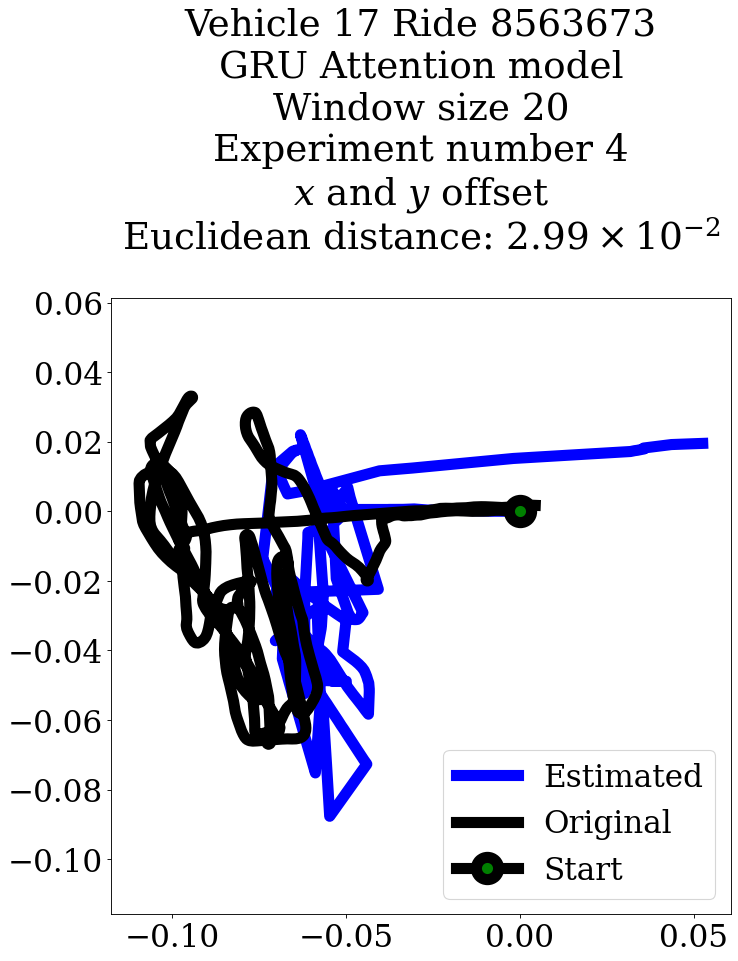 Vehicle 17 Ride 8563673
GRU Attention model
Window size 20
Experiment number 4
x and y offset
Euclidean distance: 2.99 × 10⁻²
0.06
0.04
0.02
0.00
−0.02
−0.04
−0.06
−0.08
−0.10
Estimated
Original
Start
−0.10
−0.05
0.00
0.05